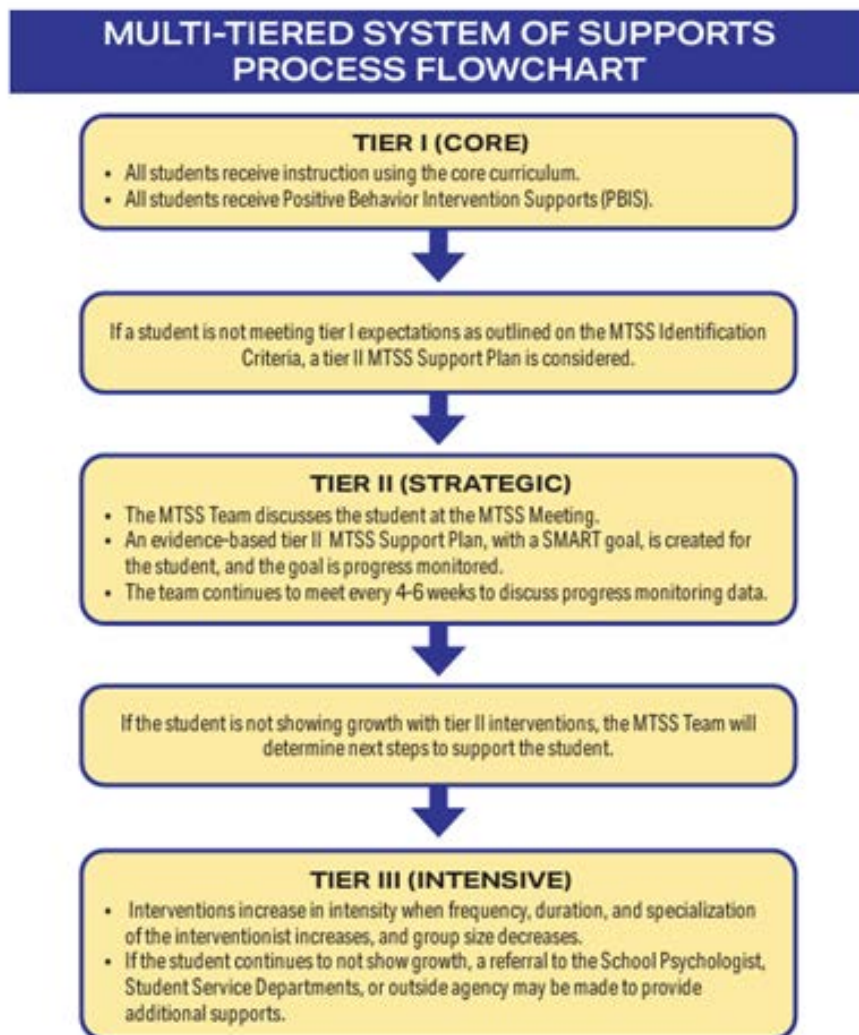 MULTI-TIERED SYSTEM OF SUPPORTS
PROCESS FLOWCHART
TIER I (CORE)
• All students receive instruction using the core curriculum.
• All students receive Positive Behavior Intervention Supports (PBIS).
If a student is not meeting tier I expectations as outlined on the MTSS Identification
Criteria, a tier II MTSS Support Plan is considered.
TIER II (STRATEGIC)
• The MTSS Team discusses the student at the MTSS Meeting.
• An evidence-based tier II MTSS Support Plan, with a SMART goal, is created for
the student, and the goal is progress monitored.
• The team continues to meet every 4-6 weeks to discuss progress monitoring data.
If the student is not showing growth with tier II interventions, the MTSS Team will
determine next steps to support the student.
TIER III (INTENSIVE)
• Interventions increase in intensity when frequency, duration, and specialization
of the interventionist increases, and group size decreases.
• If the student continues to not show growth, a referral to the School Psychologist,
Student Service Departments, or outside agency may be made to provide
additional supports.